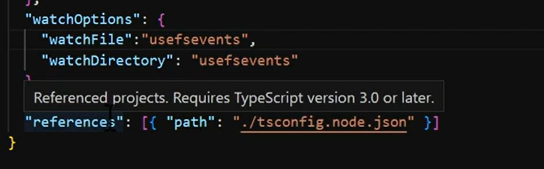 ],
"watchOptions": {
"watchFile":"usefsevents",
"watchDirectory": "usefsevents"
}
Referenced projects. Requires TypeScript version 3.0 or later.
"references": [{ "path": "./tsconfig.node.json" }]
}